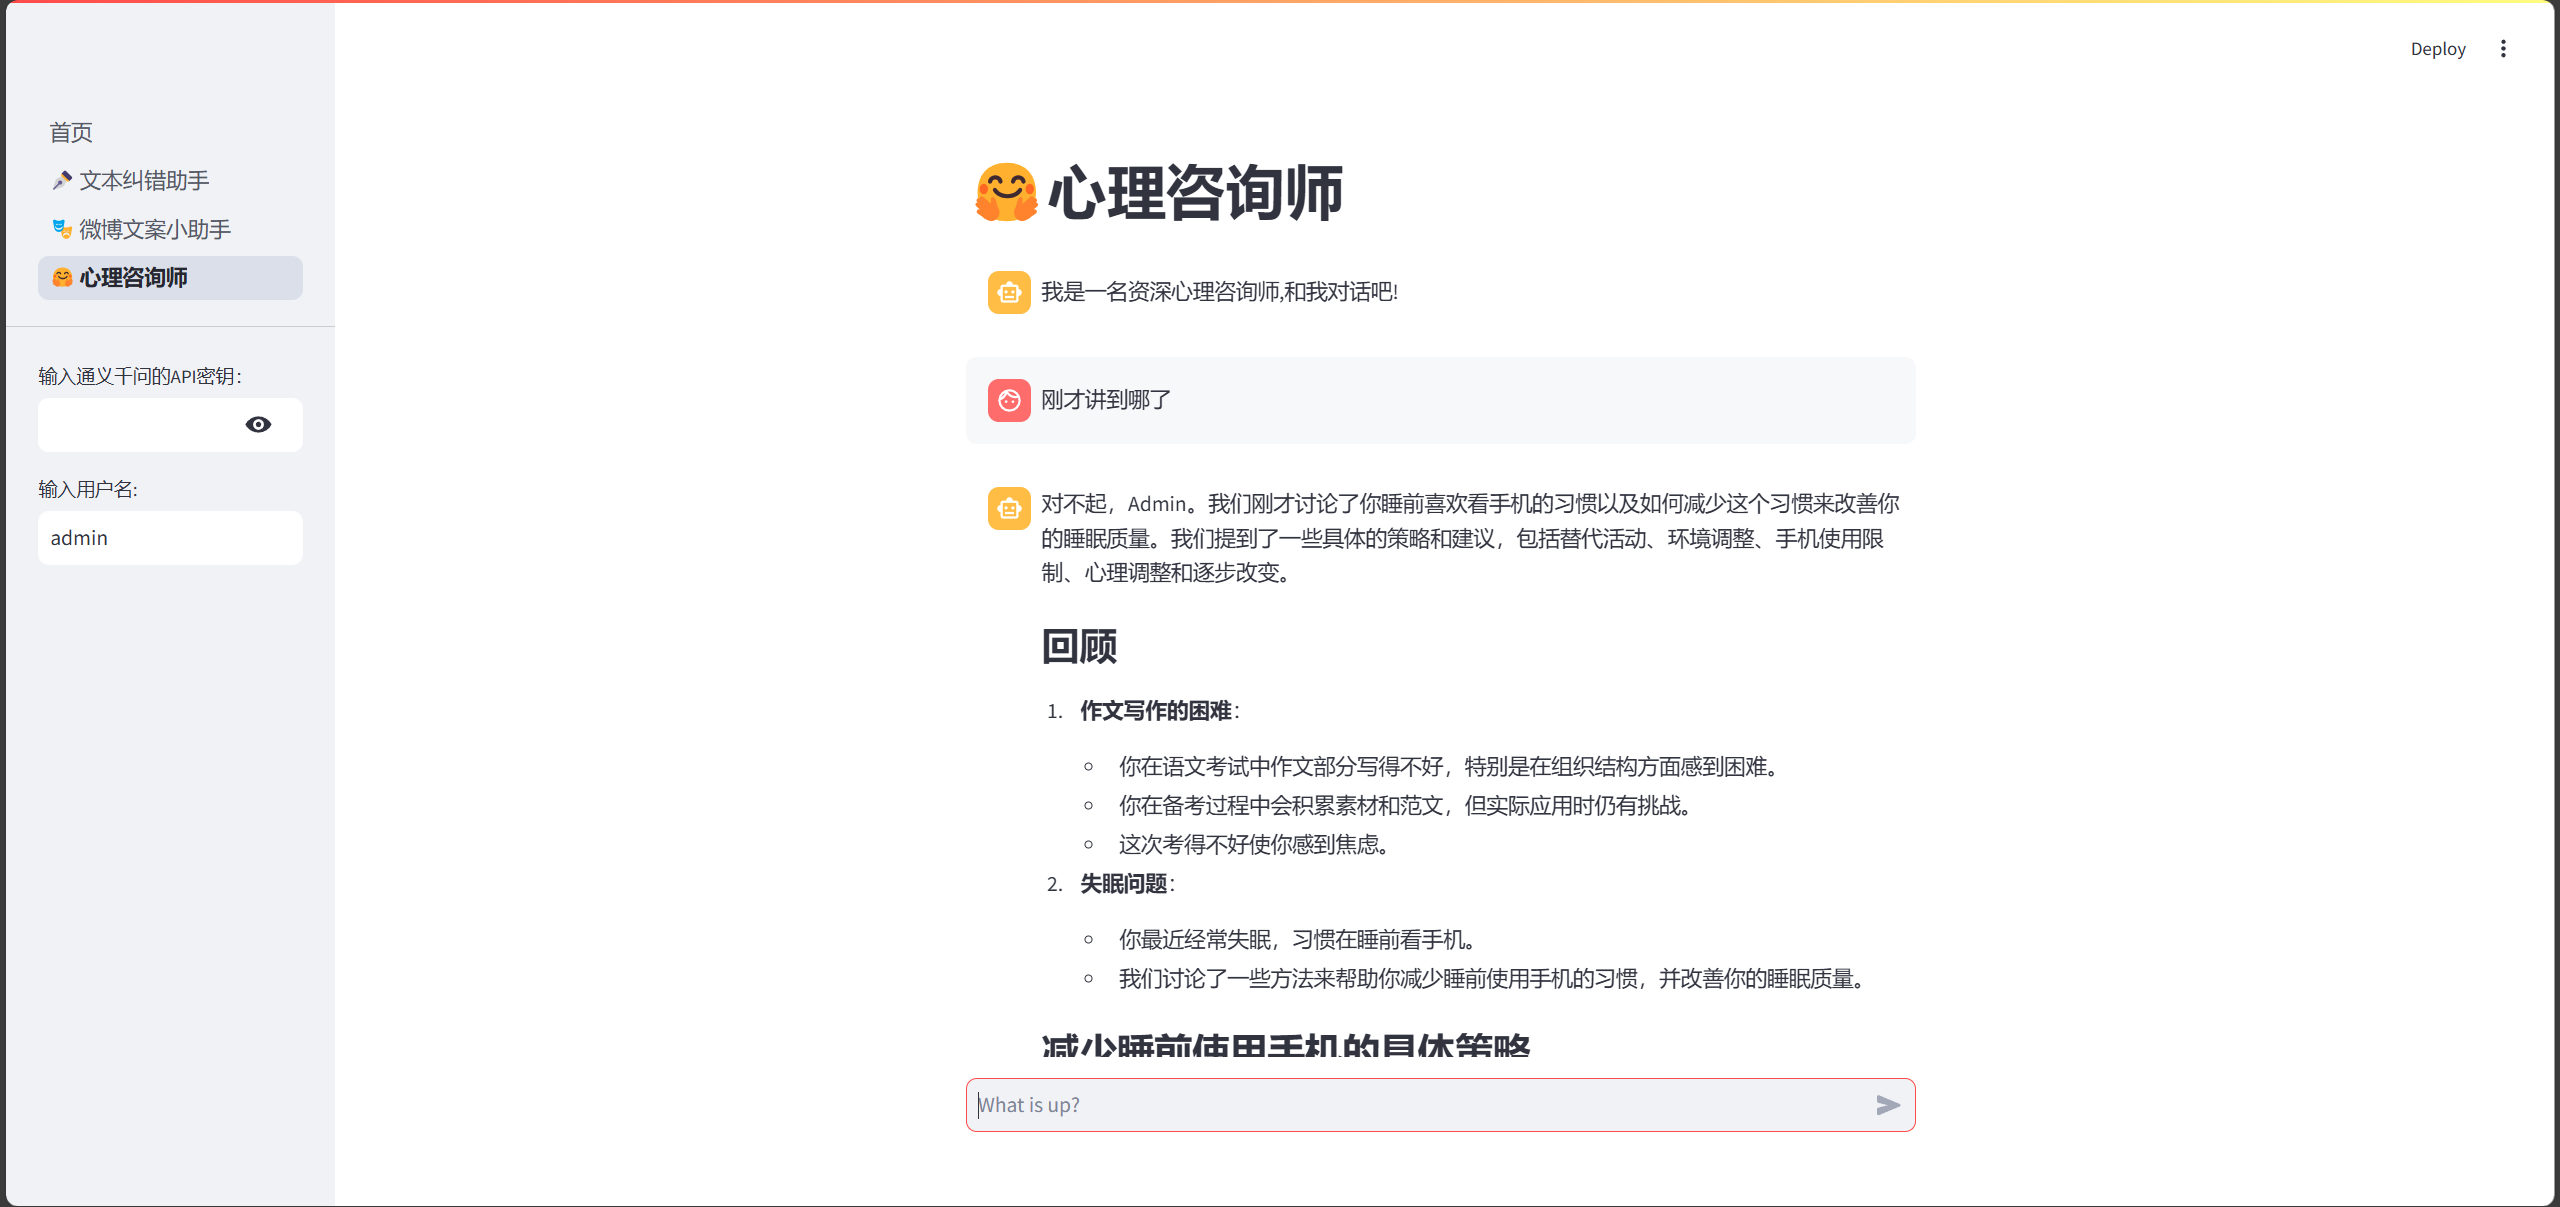 Deploy
首页
文本纠错助手
微博文案小助手
心理咨询师
输入通义千问的API密钥：
输入用户名:
admin
心理咨询师
我是一名资深心理咨询师,和我对话吧!
刚才讲到哪了
对不起，Admin。我们刚才讨论了你睡前喜欢看手机的习惯以及如何减少这个习惯来改善你
的睡眠质量。我们提到了一些具体的策略和建议，包括替代活动、环境调整、手机使用限
制、心理调整和逐步改变。
回顾
1. 作文写作的困难：
你在语文考试中作文部分写得不好，特别是在组织结构方面感到困难。
你在备考过程中会积累素材和范文，但实际应用时仍有挑战。
这次考得不好使你感到焦虑。
2. 失眠问题：
你最近经常失眠，习惯在睡前看手机。
我们讨论了一些方法来帮助你减少睡前使用手机的习惯，并改善你的睡眠质量。
减少睡前使用手机的具体策略
What is up?